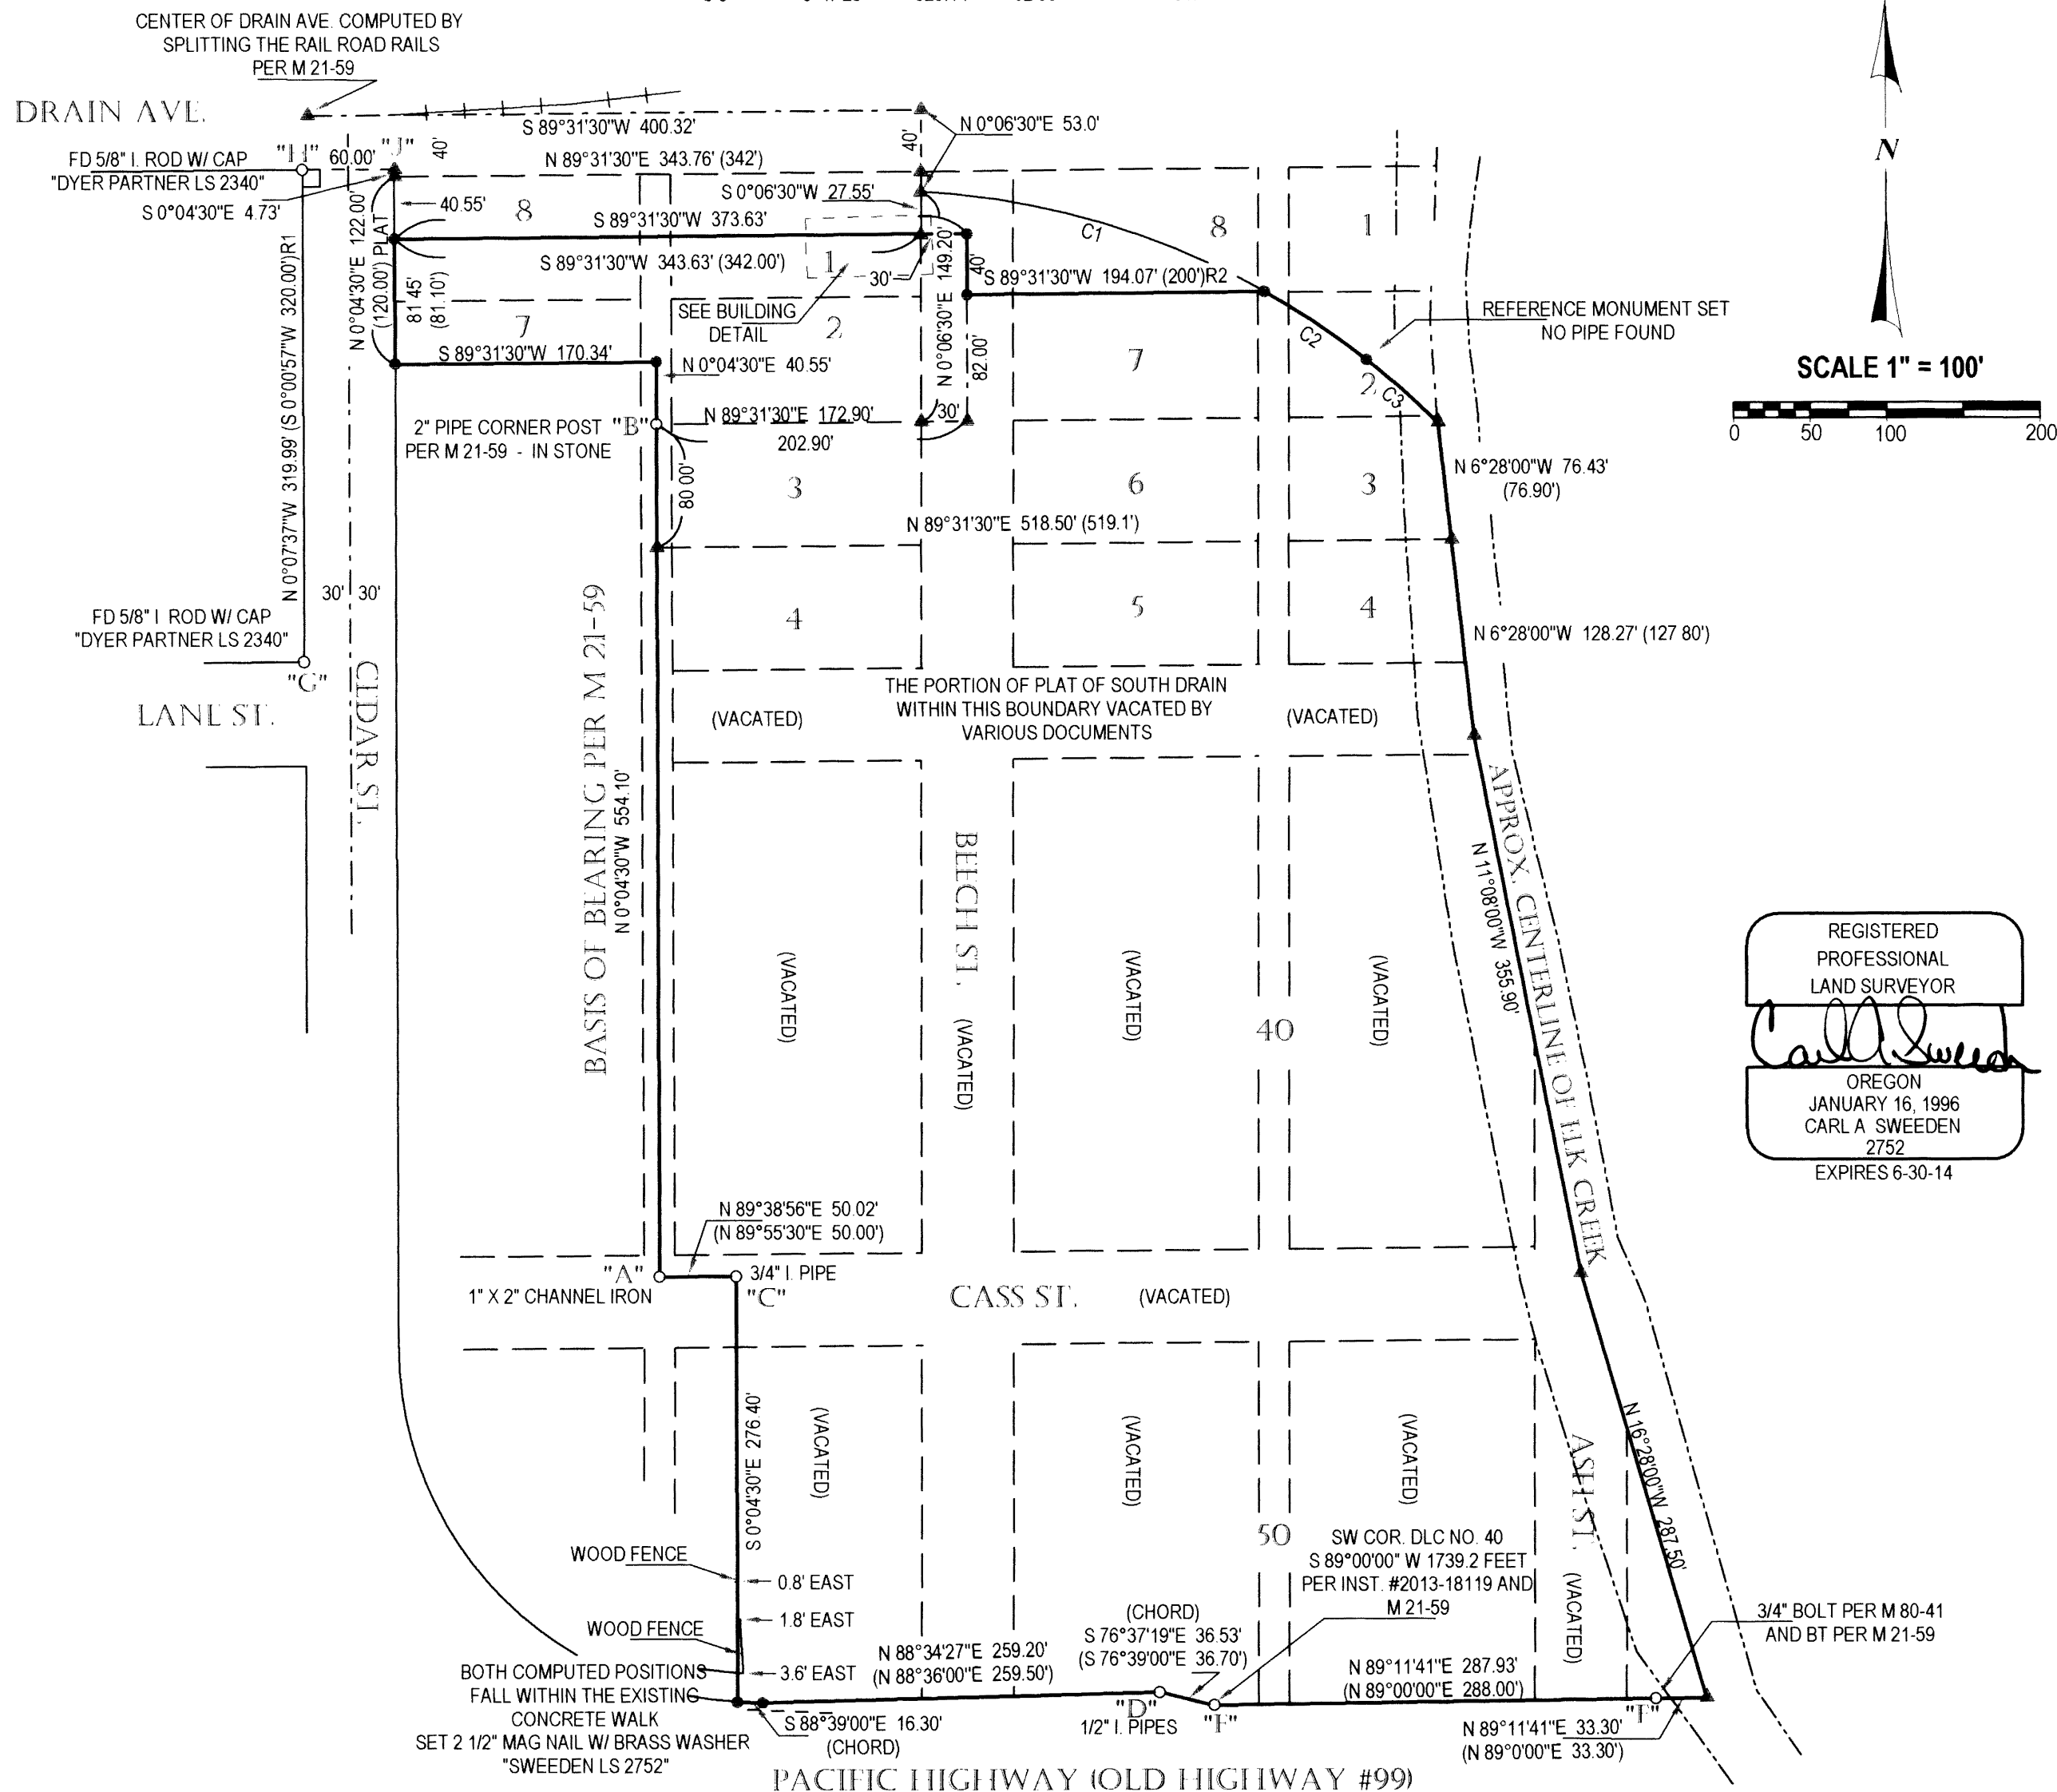 CENTER OF DRAIN AVE. COMPUTED BY
SPLITTING THE RAIL ROAD RAILS
PER M 21-59
DRAIN AVE.
S 89°31'30"W 400.32'
N 0°06'30"E 53.0'
40'
40'
"H"
60.00'
"J"
FD 5/8" I. ROD W/ CAP
"DYER PARTNER LS 2340"
N 89°31'30"E 343.76' (342')
S 0°04'30"E 4.73'
S 0°06'30"W 27.55'
40.55'
8
S 89°31'30"W 373.63'
S 89°31'30"W 343.63' (342.00')
1
30'
N 0°06'30"E 149.20'
40'
C1
8
1
S 89°31'30"W 194.07' (200')R2
N 0°04'30"E 122.00'
(120.00') PLAT
81 45'
(81.10')
7
SEE BUILDING
DETAIL
2
82.00'
7
C2
2
C3
REFERENCE MONUMENT SET
NO PIPE FOUND
N
SCALE 1" = 100'
0 50 100 200
S 89°31'30"W 170.34'
N 0°04'30"E 40.55'
2" PIPE CORNER POST "B"
PER M 21-59 - IN STONE
N 89°31'30"E 172.90'
202.90'
30'
80 00'
3
6
3
N 6°28'00"W 76.43'
(76.90')
N 89°31'30"E 518.50' (519.1')
N 0°07'37"W 319.99' (S 0°00'57"W 320.00')R1
30' 30'
FD 5/8" I ROD W/ CAP
"DYER PARTNER LS 2340"
"G"
LANE ST.
CEDAR ST.
4
5
4
N 6°28'00"W 128.27' (127 80')
BASIS OF BEARING PER M 21-59
N 0°04'30"W 554.10'
(VACATED)
THE PORTION OF PLAT OF SOUTH DRAIN
WITHIN THIS BOUNDARY VACATED BY
VARIOUS DOCUMENTS
(VACATED)
BEECH ST. (VACATED)
(VACATED)
(VACATED)
(VACATED)
40
N 11°08'00"W 355.90'
APPROX. CENTERLINE OF ELK CREEK
REGISTERED
PROFESSIONAL
LAND SURVEYOR
Carl A. Sweeden
OREGON
JANUARY 16, 1996
CARL A SWEEDEN
2752
EXPIRES 6-30-14
N 89°38'56"E 50.02'
(N 89°55'30"E 50.00')
"A"
1" X 2" CHANNEL IRON
3/4" I. PIPE
"C"
CASS ST.
(VACATED)
S 0°04'30"E 276.40'
(VACATED)
(VACATED)
(VACATED)
50
ASH ST. (VACATED)
N 16°28'00"W 287.50'
WOOD FENCE
0.8' EAST
1.8' EAST
WOOD FENCE
3.6' EAST
BOTH COMPUTED POSITIONS
FALL WITHIN THE EXISTING
CONCRETE WALK
SET 2 1/2" MAG NAIL W/ BRASS WASHER
"SWEEDEN LS 2752"
S 88°39'00"E 16.30'
(CHORD)
N 88°34'27"E 259.20'
(N 88°36'00"E 259.50')
(CHORD)
S 76°37'19"E 36.53'
(S 76°39'00"E 36.70')
SW COR. DLC NO. 40
S 89°00'00" W 1739.2 FEET
PER INST. #2013-18119 AND
M 21-59
"D"
1/2" I. PIPES
"E"
N 89°11'41"E 287.93'
(N 89°00'00"E 288.00')
"F"
3/4" BOLT PER M 80-41
AND BT PER M 21-59
N 89°11'41"E 33.30'
(N 89°0'00"E 33.30')
PACIFIC HIGHWAY (OLD HIGHWAY #99)